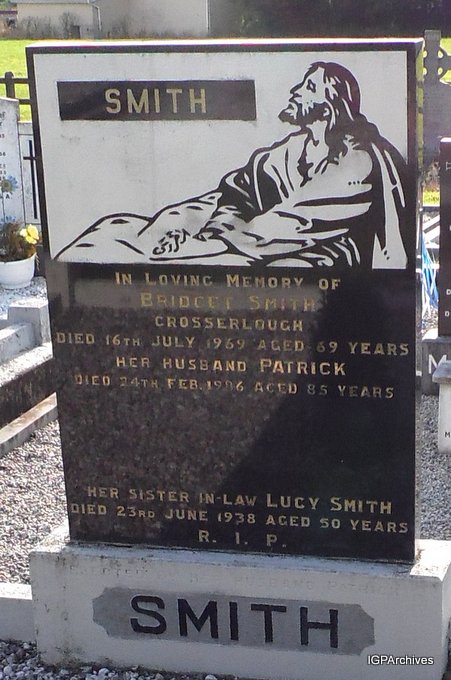 SMITH
IN LOVING MEMORY OF
BRIDGET SMITH
CROSSERLOUGH
DIED 16TH JULY 1969 AGED 69 YEARS
HER HUSBAND PATRICK
DIED 24TH FEB. 1986 AGED 85 YEARS
HER SISTER IN-LAW LUCY SMITH
DIED 23RD JUNE 1938 AGED 50 YEARS
R. I. P.
SMITH
IGPArchives